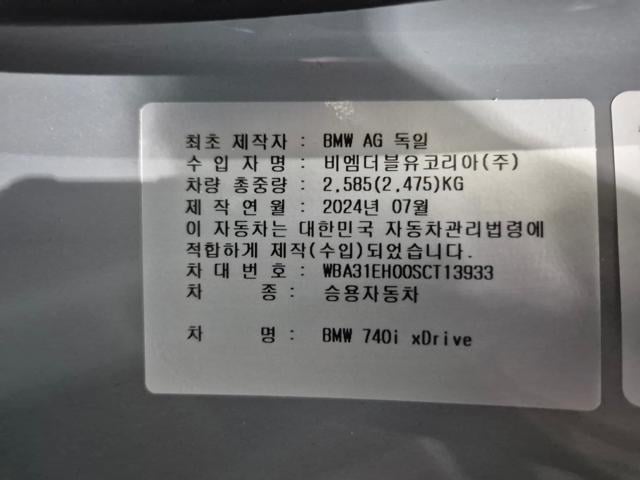 최초 제작자 : BMW AG 독일
수 입 자 명 : 비엠더블유코리아(주)
차량 총중량 : 2,585(2,475)KG
제 작 연 월 : 2024년 07월
이 자동차는 대한민국 자동차관리법령에
적합하게 제작(수입)되었습니다.
차 대 번 호 : WBA31EH00SCT13933
차 종 : 승용자동차
차 명 : BMW 740i xDrive